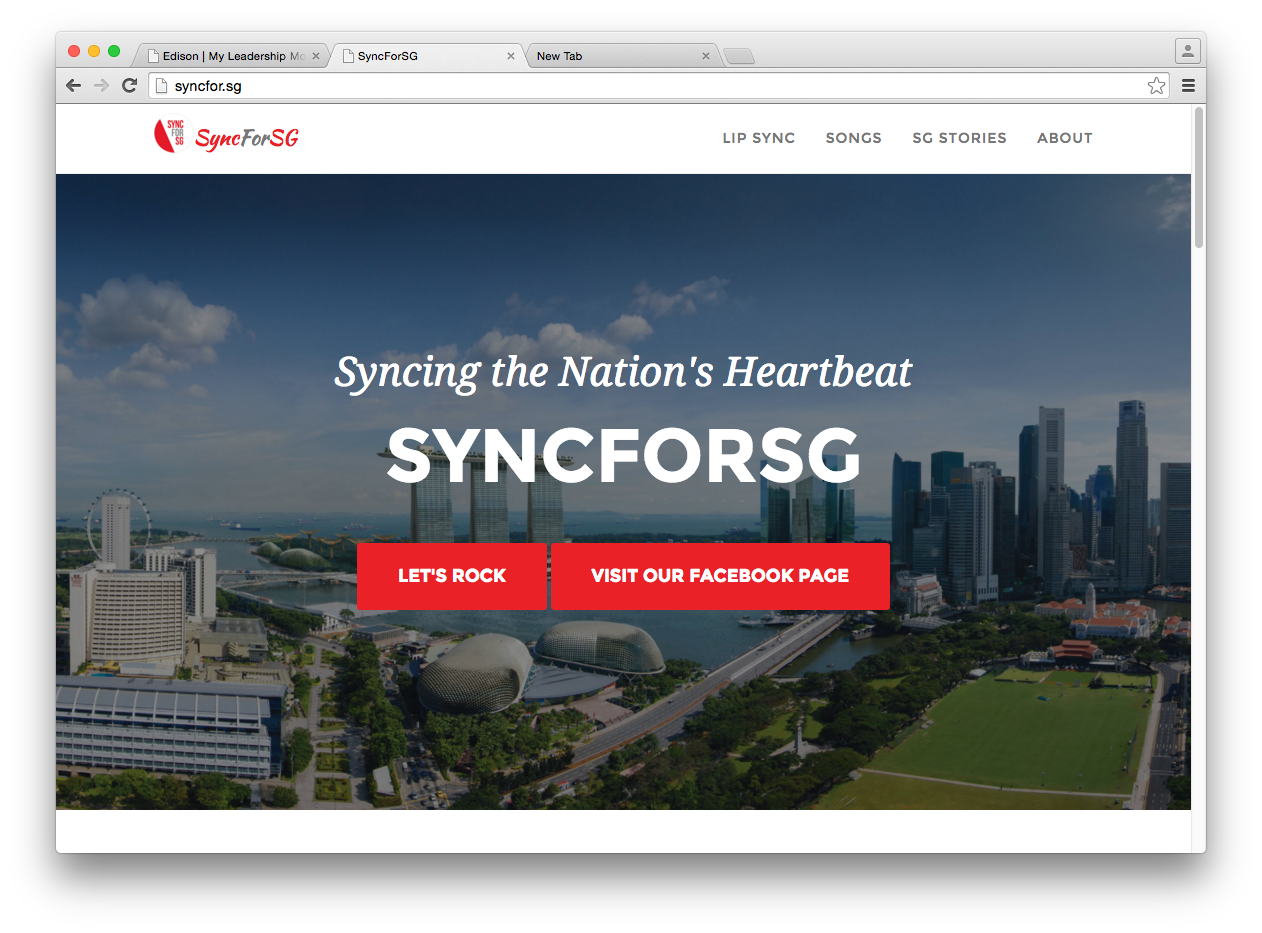 Edison | My Leadership Mo
SyncForSG
New Tab
syncfor.sg
SYNC
FOR
SG
SyncForSG
LIP SYNC
SONGS
SG STORIES
ABOUT
Syncing the Nation's Heartbeat
SYNCFORSG
LET'S ROCK
VISIT OUR FACEBOOK PAGE